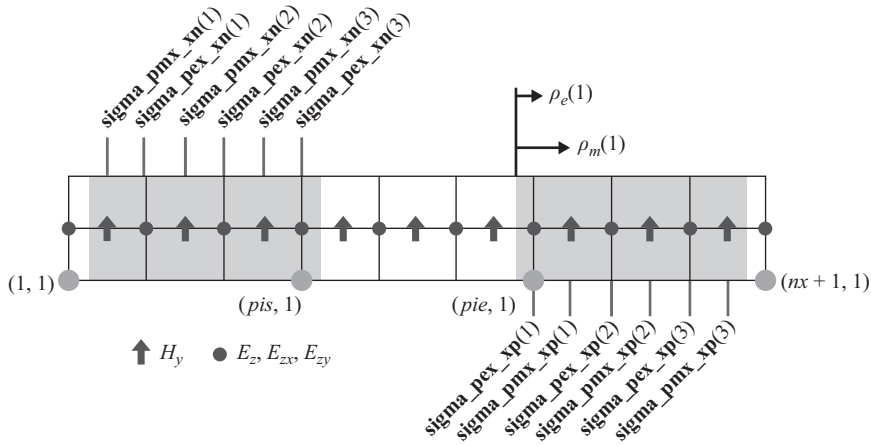 sigma_pmx_xn(1)
sigma_pex_xn(1)
sigma_pmx_xn(2)
sigma_pex_xn(2)
sigma_pmx_xn(3)
sigma_pex_xn(3)
ρe(1)
ρm(1)
(1, 1)
(pis, 1)
(pie, 1)
(nx + 1, 1)
Hy
Ez, Ezx, Ezy
sigma_pex_xp(1)
sigma_pmx_xp(1)
sigma_pex_xp(2)
sigma_pmx_xp(2)
sigma_pex_xp(3)
sigma_pmx_xp(3)